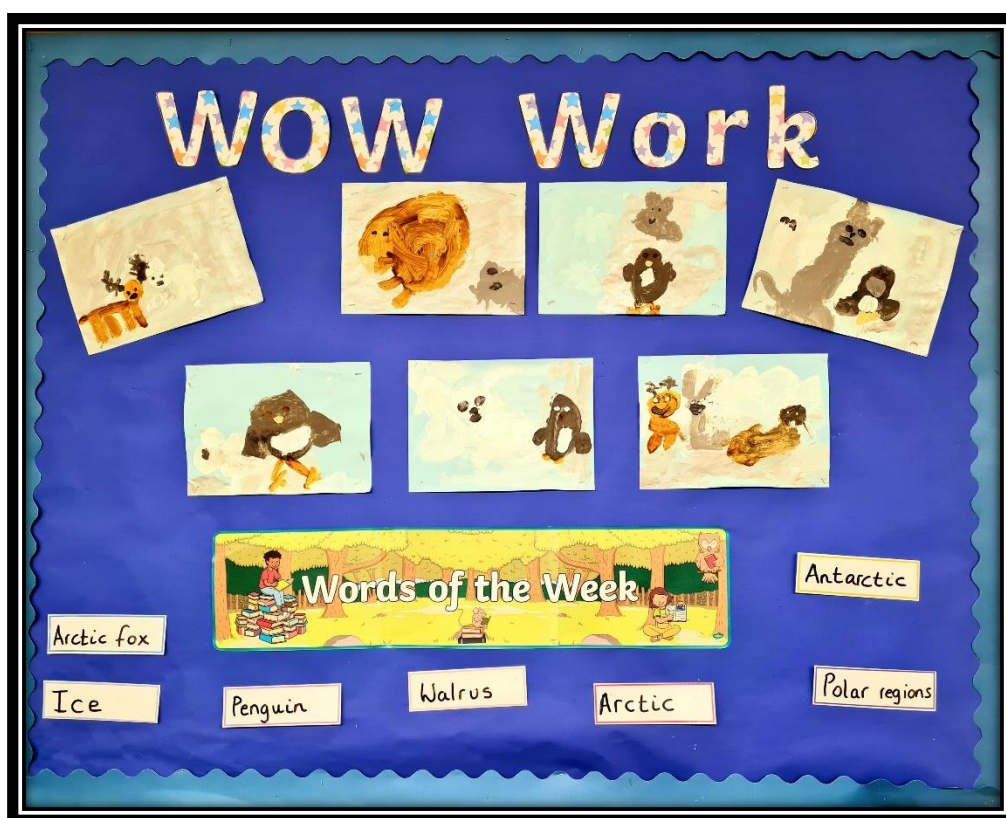 WOW Work
Words of the Week
Antarctic
Arctic fox
Ice
Penguin
Walrus
Arctic
Polar regions